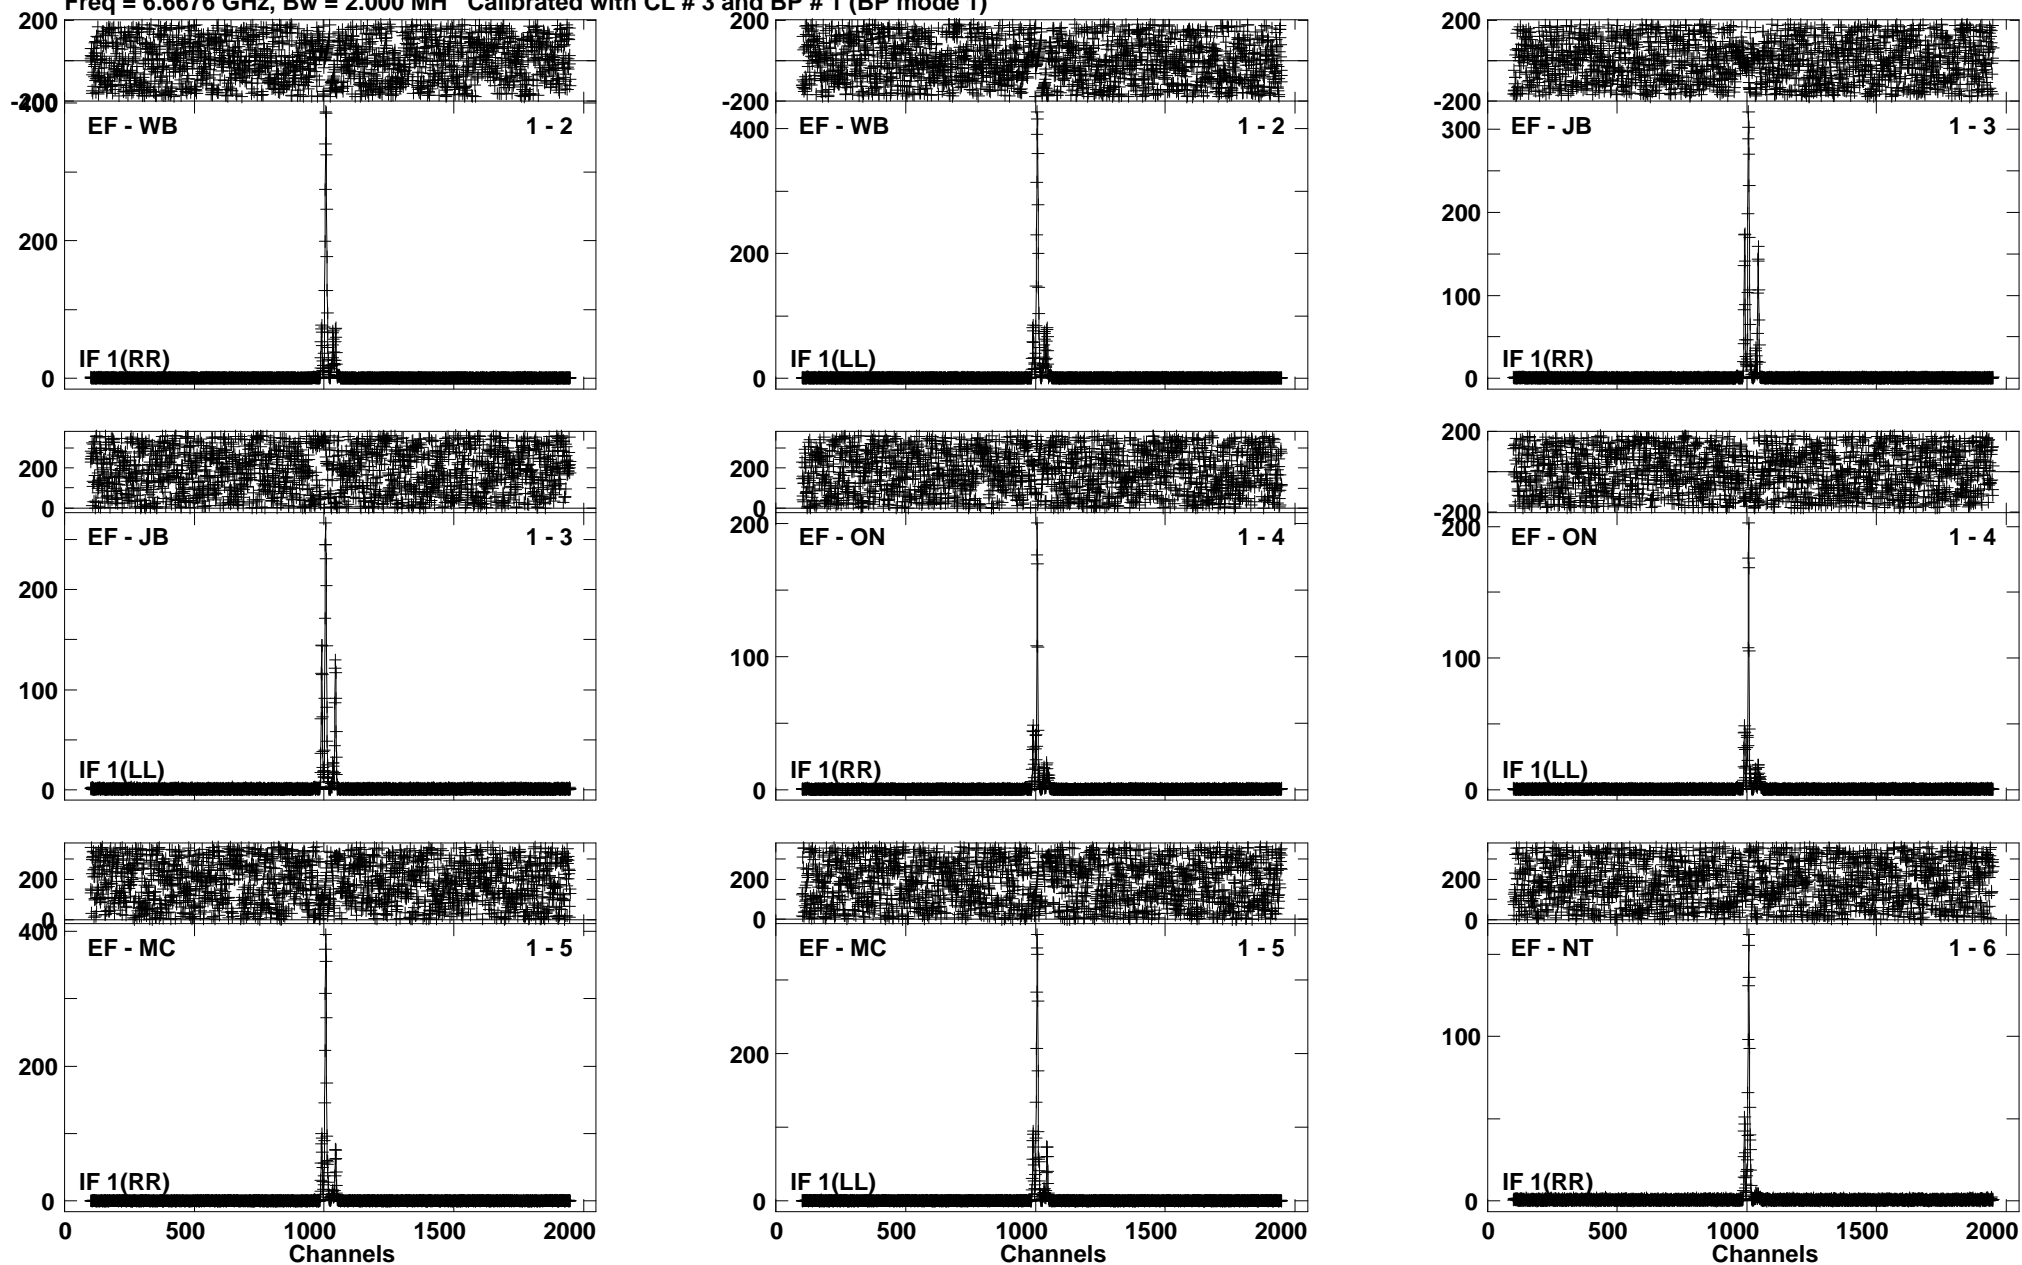 Freq = 6.6676 GHz, Bw = 2.000 MH Calibrated with CL # 3 and BP # 1 (BP mode 1)
200
200
200
-200
-200
400
EF - WB 1 - 2
EF - WB 1 - 2
EF - JB 1 - 3
400
300
200
200
200
100
IF 1(RR)
IF 1(LL)
IF 1(RR)
0
0
0
200
200
200
0
0
-200
EF - JB 1 - 3
EF - ON 1 - 4
EF - ON 1 - 4
200
200
200
100
100
100
IF 1(LL)
IF 1(RR)
IF 1(LL)
0
0
0
200
200
200
0
0
0
400
EF - MC 1 - 5
EF - MC 1 - 5
EF - NT 1 - 6
200
200
100
IF 1(RR)
IF 1(LL)
IF 1(RR)
0
0
0
0 500 1000 1500 2000
0 500 1000 1500 2000
0 500 1000 1500 2000
Channels
Channels
Channels